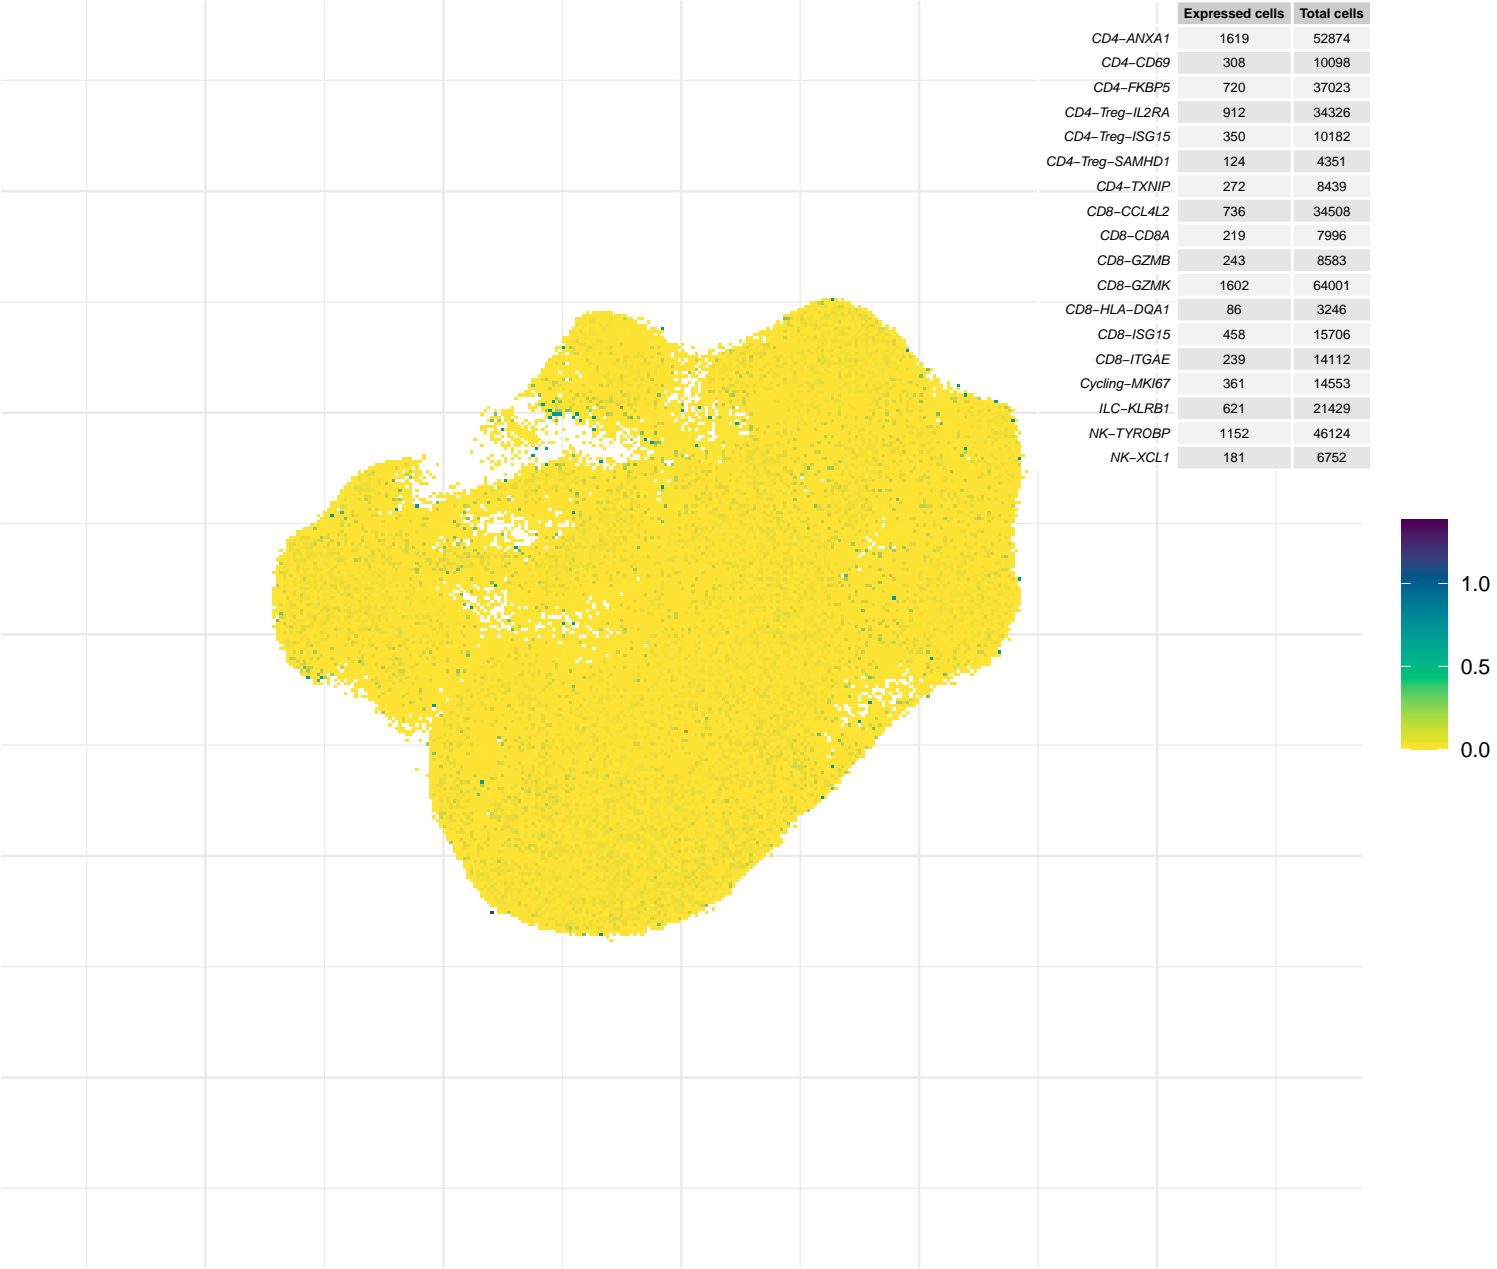 Expressed cells Total cells
CD4−ANXA1 1619 52874
CD4−CD69 308 10098
CD4−FKBP5 720 37023
CD4−Treg−IL2RA 912 34326
CD4−Treg−ISG15 350 10182
CD4−Treg−SAMHD1 124 4351
CD4−TXNIP 272 8439
CD8−CCL4L2 736 34508
CD8−CD8A 219 7996
CD8−GZMB 243 8583
CD8−GZMK 1602 64001
CD8−HLA−DQA1 86 3246
CD8−ISG15 458 15706
CD8−ITGAE 239 14112
Cycling−MKI67 361 14553
ILC−KLRB1 621 21429
NK−TYROBP 1152 46124
NK−XCL1 181 6752
1.0
0.5
0.0